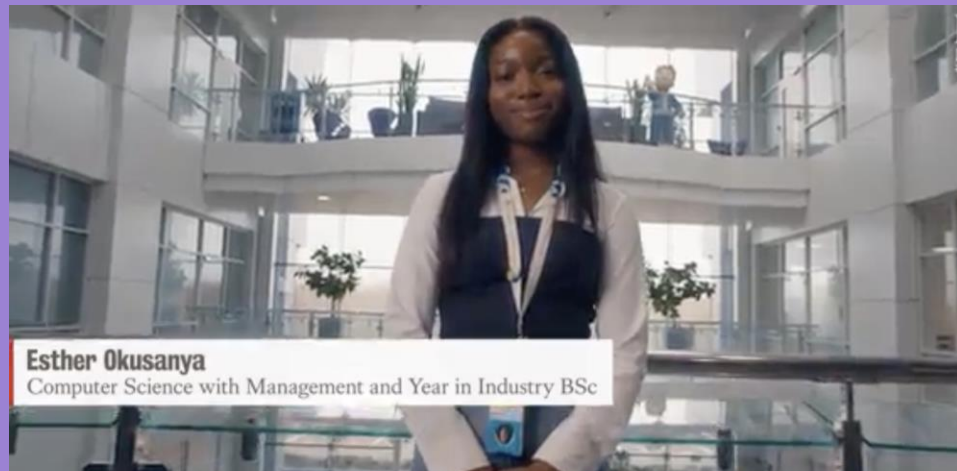 Esther Okusanya
Computer Science with Management and Year in Industry BSc